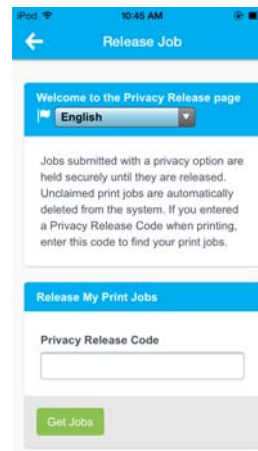 iPod 10:45 AM
Release Job
Welcome to the Privacy Release page
English
Jobs submitted with a privacy option are
held securely until they are released.
Unclaimed print jobs are automatically
deleted from the system. If you entered
a Privacy Release Code when printing,
enter this code to find your print jobs.
Release My Print Jobs
Privacy Release Code
Get Jobs